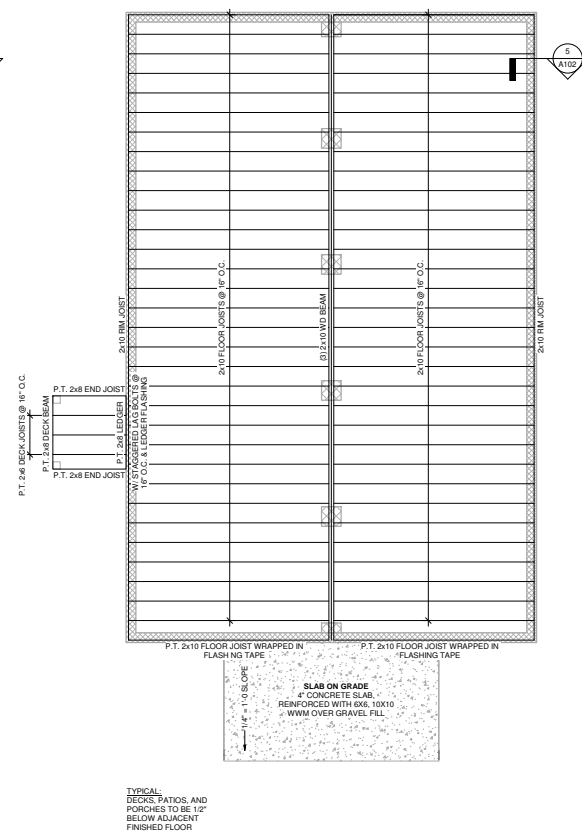 5
A102
2x10 RIM JOIST
2x10 FLOOR JOISTS @ 16" O.C.
(3) 2x10 WD BEAM
2x10 FLOOR JOISTS @ 16" O.C.
2x10 RIM JOIST
P.T. 2x6 DECK JOISTS @ 16" O.C.
P.T. 2x8 END JOIST
P.T. 2x8 DECK BEAM
P.T. 2x8 LEDGER
W/ STAGGERED LAG BOLTS @
16" O.C. & LEDGER FLASHING
P.T. 2x8 END JOIST
P.T. 2x10 FLOOR JOIST WRAPPED IN
FLASHING TAPE
P.T. 2x10 FLOOR JOIST WRAPPED IN
FLASHING TAPE
1/4" = 1'-0 SLOPE
SLAB ON GRADE
4" CONCRETE SLAB,
REINFORCED WITH 6X6, 10X10
WWM OVER GRAVEL FILL
TYPICAL:
DECKS, PATIOS, AND
PORCHES TO BE 1/2"
BELOW ADJACENT
FINISHED FLOOR